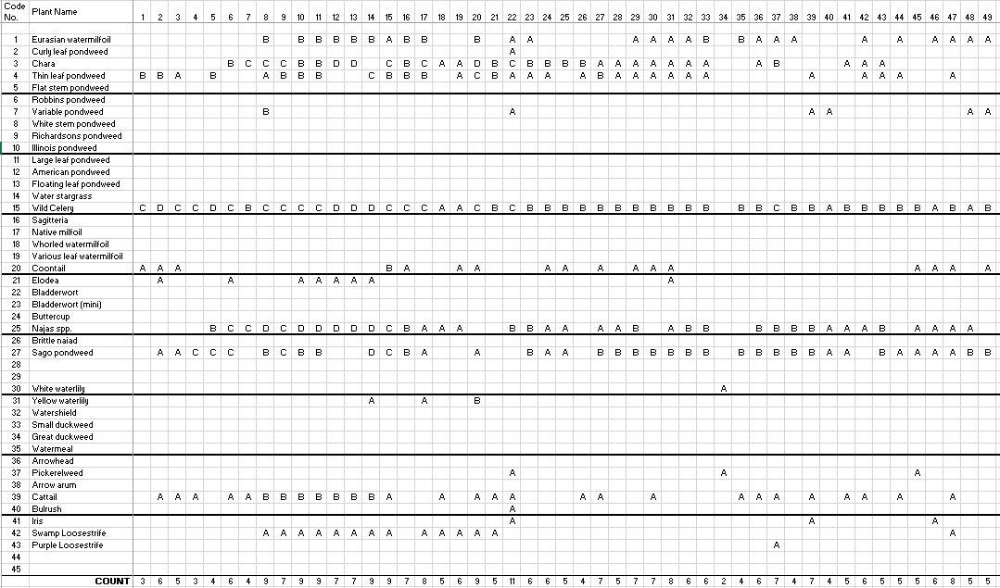 Code No. Plant Name 1 2 3 4 5 6 7 8 9 10 11 12 13 14 15 16 17 18 19 20 21 22 23 24 25 26 27 28 29 30 31 32 33 34 35 36 37 38 39 40 41 42 43 44 45 46 47 48 49
1 Eurasian watermilfoil B B B B B B A B B B A A A A A A B B A A A A A A A A A
2 Curly leaf pondweed A
3 Chara B C C C B B D D C B C A A D B C B B B B A A A A A A A A B A A A
4 Thin leaf pondweed B B A B A B B B C B B B A C B A A A A B A A A A A A A A A A A
5 Flat stem pondweed
6 Robbins pondweed
7 Variable pondweed B A A A A A
8 White stem pondweed
9 Richardsons pondweed
10 Illinois pondweed
11 Large leaf pondweed
12 American pondweed
13 Floating leaf pondweed
14 Water stargrass
15 Wild Celery C D C C D C B C C C C D D D C C C A A C B C B B B B B B B B B B B B B C B B A B B B B B A B A B
16 Sagitteria
17 Native milfoil
18 Whorled watermilfoil
19 Various leaf watermilfoil
20 Coontail A A A B A A A A A A A A A A A A A
21 Elodea A A A A A A A A
22 Bladderwort
23 Bladderwort (mini)
24 Buttercup
25 Najas spp. B C C D C D D D D D C B A A A B B A A A A B A B B B B B B A A A B A A A A
26 Brittle naiad
27 Sago pondweed A A C C C B C B B D C B A A B A A B B B B B B B B B B B B A A B A A A A B B
28
29
30 White waterlily A
31 Yellow waterlily A A B
32 Watershield
33 Small duckweed
34 Great duckweed
35 Watermeal
36 Arrowhead
37 Pickerelweed A A A
38 Arrow arum
39 Cattail A A A A A B B B B B B B A A A A A A A A A A A A A A A A
40 Bulrush A
41 Iris A A A
42 Swamp Loosestrife A A A A A A A A A A A A A A
43 Purple Loosestrife A
44
45
COUNT 3 6 5 3 4 6 4 9 7 9 9 7 7 9 9 7 8 5 6 9 5 11 6 6 5 4 7 5 7 7 8 6 6 2 4 6 7 4 7 4 5 6 4 5 6 6 8 5 5